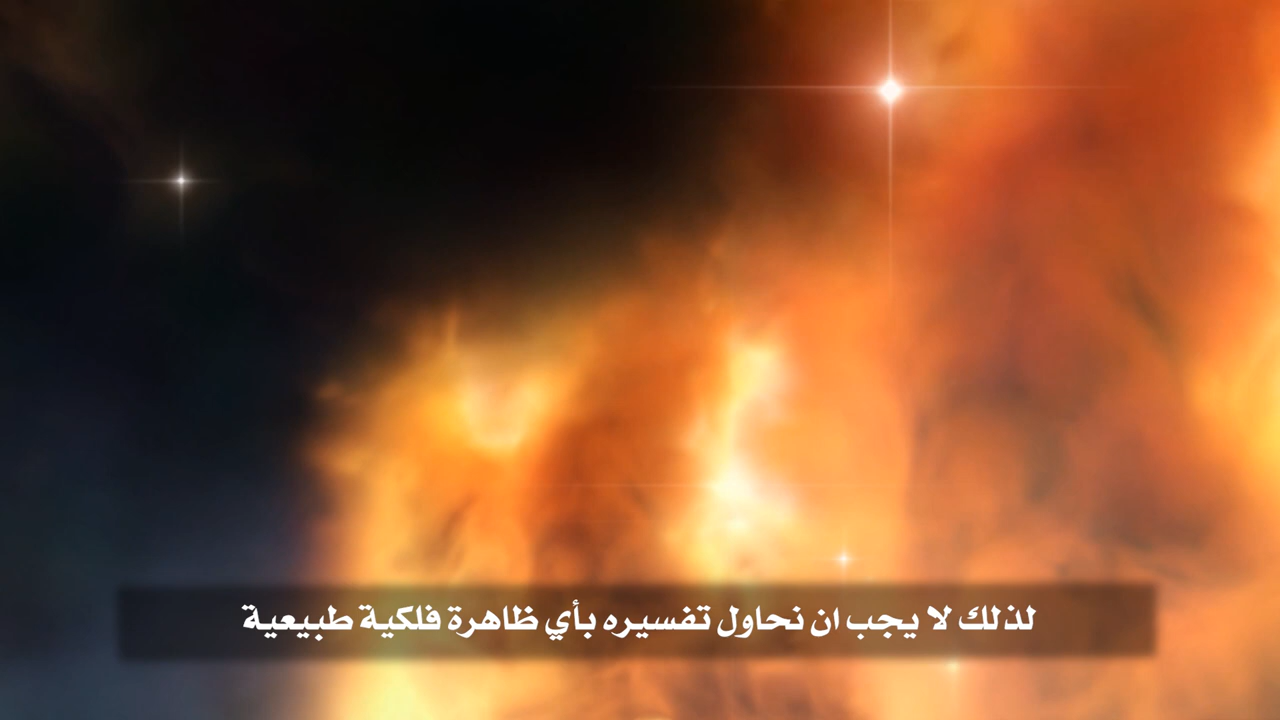 لذلك لا يجب ان نحاول تفسيره بأي ظاهرة فلكية طبيعية